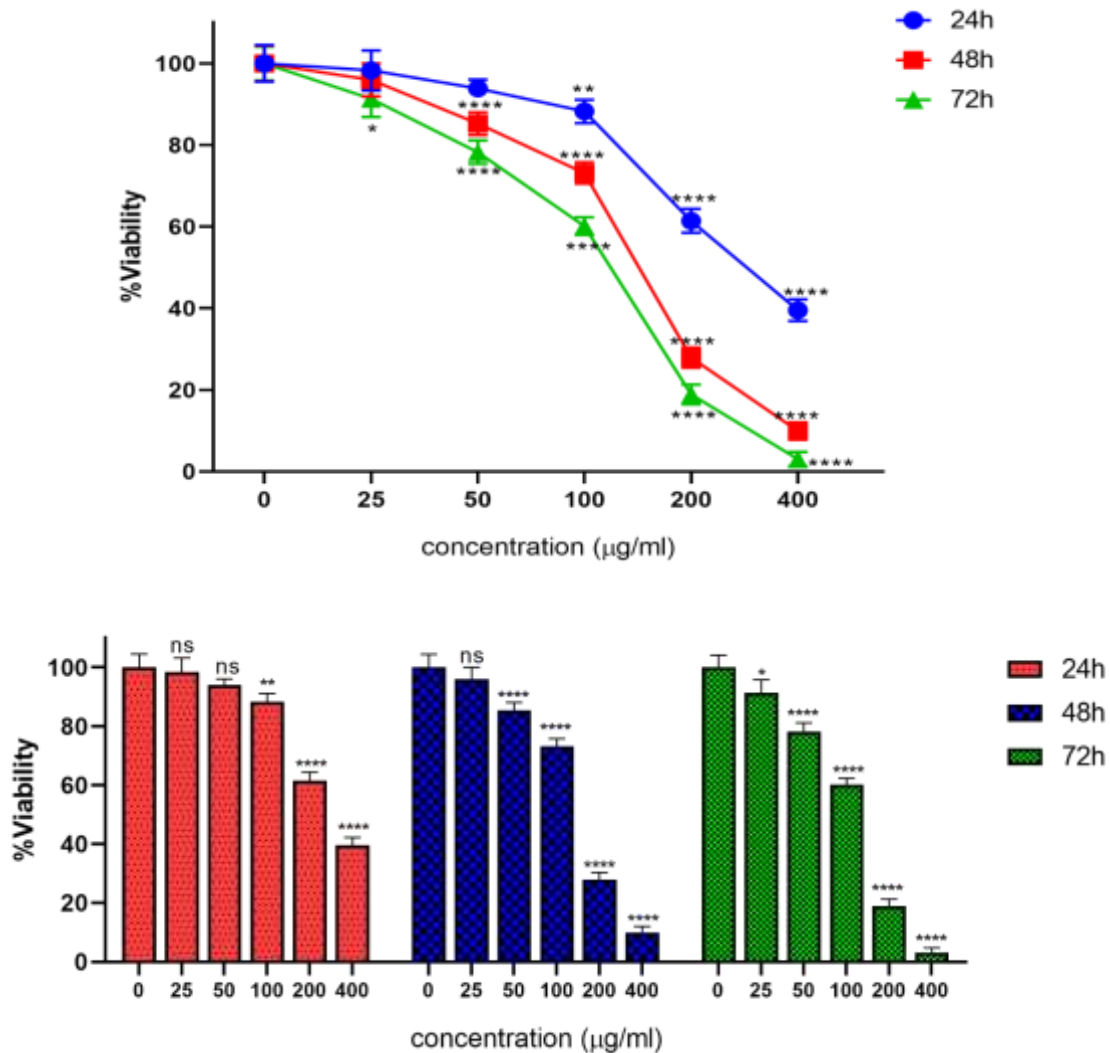 24h
48h
72h
100
80
60
40
20
0
%Viability
**
****
****
****
*
****
****
****
****
****
****
****
****
0 25 50 100 200 400
concentration (μg/ml)
24h
48h
72h
100
80
60
40
20
0
%Viability
ns ns ** **** ****
ns **** **** **** ****
* **** **** **** ****
0 25 50 100 200 400 0 25 50 100 200 400 0 25 50 100 200 400
concentration (μg/ml)